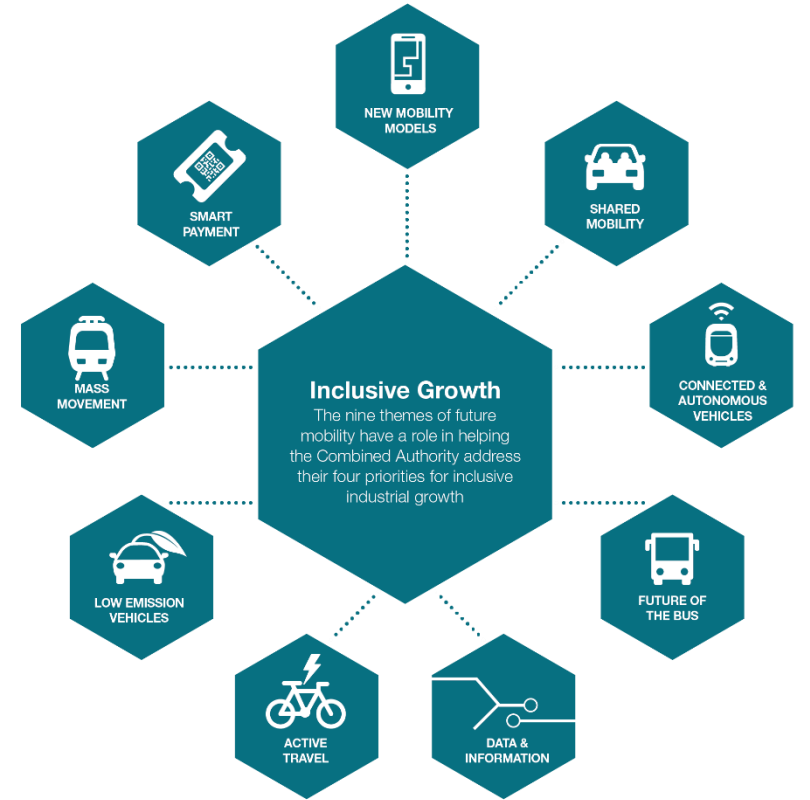 NEW MOBILITY
MODELS
SMART
PAYMENT
SHARED
MOBILITY
MASS
MOVEMENT
Inclusive Growth
The nine themes of future
mobility have a role in helping
the Combined Authority address
their four priorities for inclusive
industrial growth
CONNECTED &
AUTONOMOUS
VEHICLES
LOW EMISSION
VEHICLES
FUTURE OF
THE BUS
ACTIVE
TRAVEL
DATA &
INFORMATION